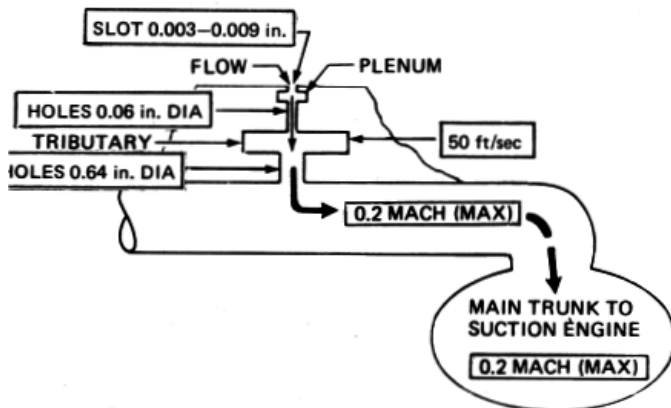 SLOT 0.003–0.009 in.
FLOW
PLENUM
HOLES 0.06 in. DIA
TRIBUTARY
50 ft/sec
HOLES 0.64 in. DIA
0.2 MACH (MAX)
MAIN TRUNK TO
SUCTION ENGINE
0.2 MACH (MAX)